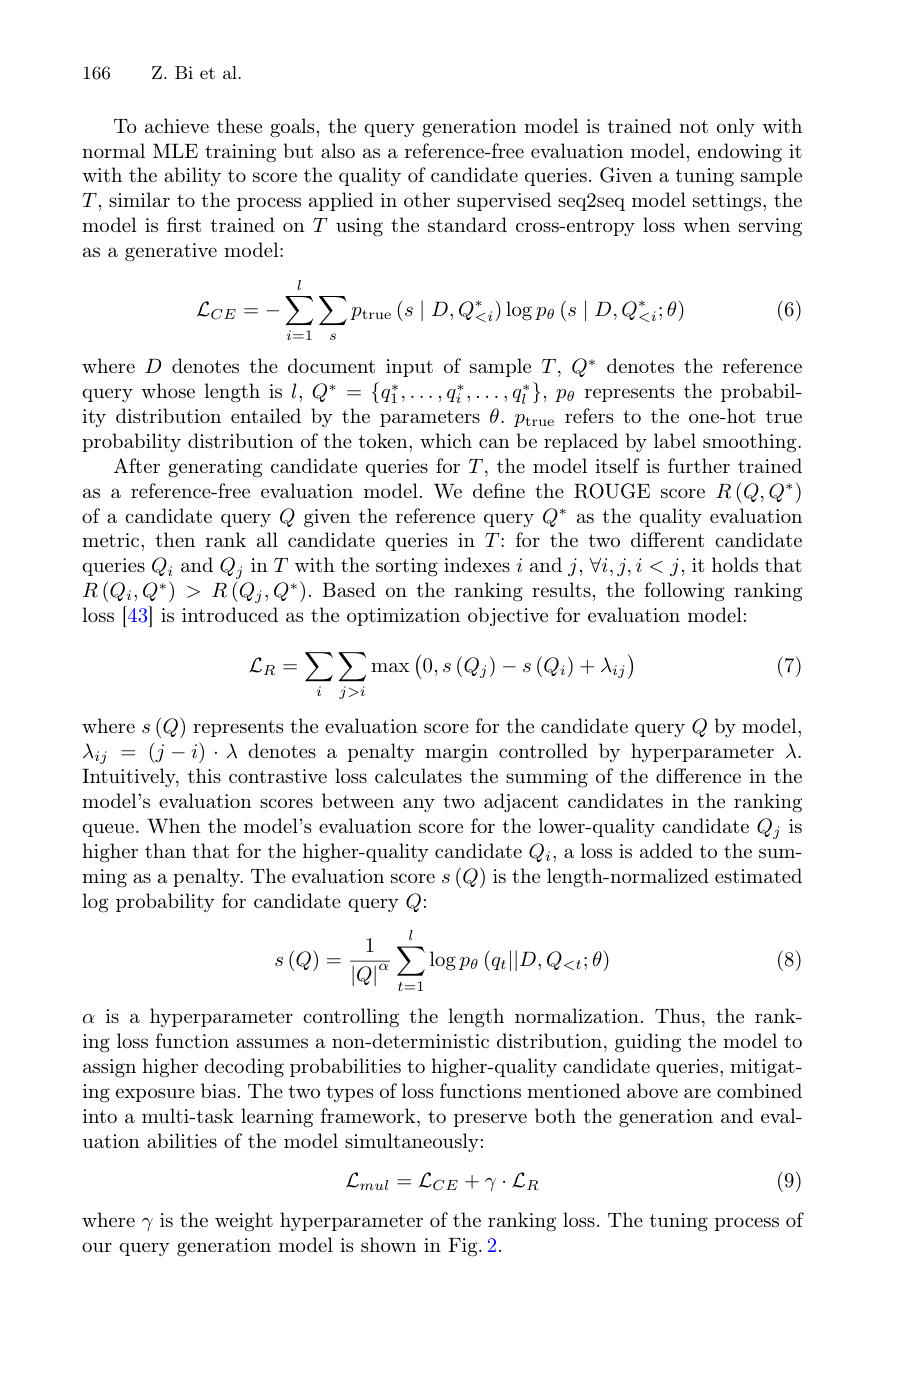 166 Z. Bi et al.
To achieve these goals, the query generation model is trained not only with
normal MLE training but also as a reference-free evaluation model, endowing it
with the ability to score the quality of candidate queries. Given a tuning sample
T, similar to the process applied in other supervised seq2seq model settings, the
model is first trained on T using the standard cross-entropy loss when serving
as a generative model:
ℒ_{CE} = − ∑_{i=1}^{l} ∑_{s} p_{true} (s | D, Q^*_{<i}) log p_θ (s | D, Q^*_{<i}; θ) (6)
where D denotes the document input of sample T, Q* denotes the reference
query whose length is l, Q* = {q^*_1, . . . , q^*_i, . . . , q^*_l}, p_θ represents the probabil-
ity distribution entailed by the parameters θ. p_{true} refers to the one-hot true
probability distribution of the token, which can be replaced by label smoothing.
After generating candidate queries for T, the model itself is further trained
as a reference-free evaluation model. We define the ROUGE score R (Q, Q*)
of a candidate query Q given the reference query Q* as the quality evaluation
metric, then rank all candidate queries in T: for the two different candidate
queries Q_i and Q_j in T with the sorting indexes i and j, ∀i, j, i < j, it holds that
R (Q_i, Q*) > R (Q_j, Q*). Based on the ranking results, the following ranking
loss [43] is introduced as the optimization objective for evaluation model:
ℒ_R = ∑_{i} ∑_{j>i} max (0, s (Q_j) − s (Q_i) + λ_{ij}) (7)
where s (Q) represents the evaluation score for the candidate query Q by model,
λ_{ij} = (j − i) · λ denotes a penalty margin controlled by hyperparameter λ.
Intuitively, this contrastive loss calculates the summing of the difference in the
model's evaluation scores between any two adjacent candidates in the ranking
queue. When the model's evaluation score for the lower-quality candidate Q_j is
higher than that for the higher-quality candidate Q_i, a loss is added to the sum-
ming as a penalty. The evaluation score s (Q) is the length-normalized estimated
log probability for candidate query Q:
s (Q) = \frac{1}{|Q|^α} ∑_{t=1}^{l} log p_θ (q_t||D, Q_{<t}; θ) (8)
α is a hyperparameter controlling the length normalization. Thus, the rank-
ing loss function assumes a non-deterministic distribution, guiding the model to
assign higher decoding probabilities to higher-quality candidate queries, mitigat-
ing exposure bias. The two types of loss functions mentioned above are combined
into a multi-task learning framework, to preserve both the generation and eval-
uation abilities of the model simultaneously:
ℒ_{mul} = ℒ_{CE} + γ · ℒ_R (9)
where γ is the weight hyperparameter of the ranking loss. The tuning process of
our query generation model is shown in Fig. 2.